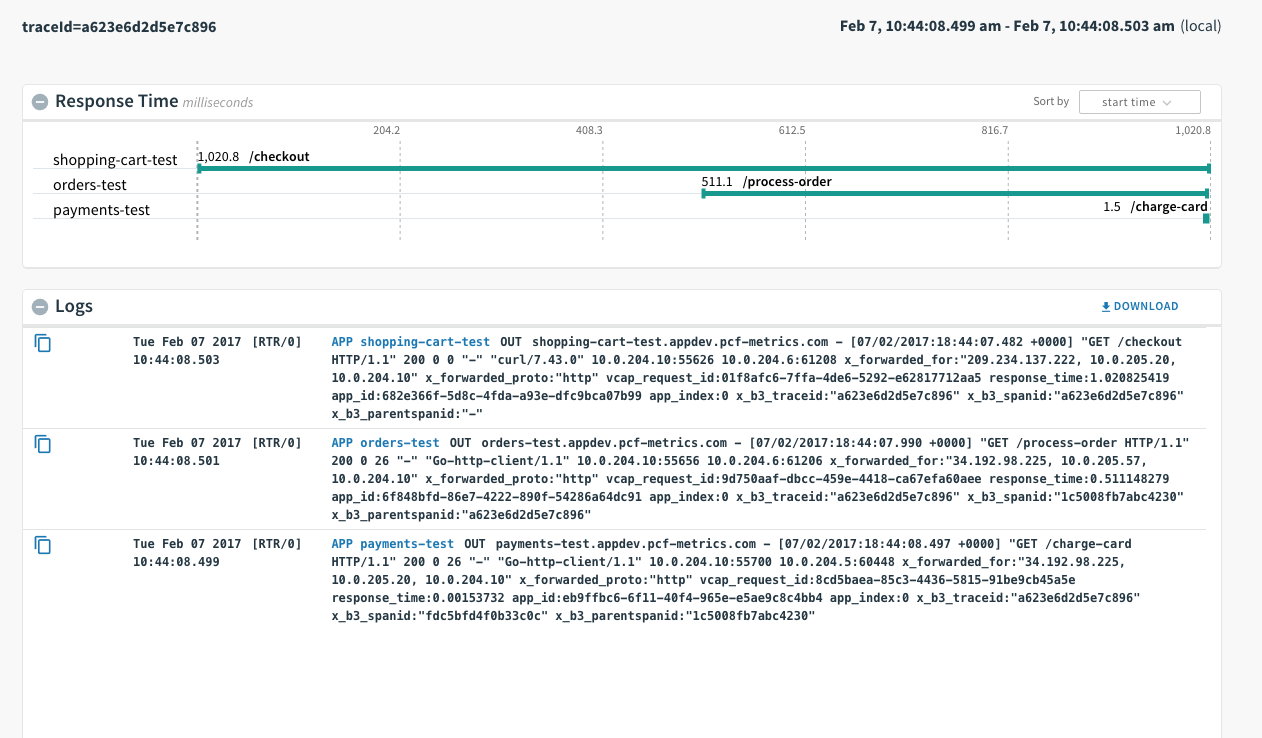 traceId=a623e6d2d5e7c896
Feb 7, 10:44:08.499 am - Feb 7, 10:44:08.503 am (local)
Response Time milliseconds
Sort by start time
204.2 408.3 612.5 816.7 1,020.8
shopping-cart-test 1,020.8 /checkout
orders-test 511.1 /process-order
payments-test 1.5 /charge-card
Logs
DOWNLOAD
Tue Feb 07 2017 [RTR/0] APP shopping-cart-test OUT shopping-cart-test.appdev.pcf-metrics.com - [07/02/2017:18:44:07.482 +0000] "GET /checkout
10:44:08.503 HTTP/1.1" 200 0 0 "-" "curl/7.43.0" 10.0.204.10:55626 10.0.204.6:61208 x_forwarded_for:"209.234.137.222, 10.0.205.20,
10.0.204.10" x_forwarded_proto:"http" vcap_request_id:01f8afc6-7ffa-4de6-5292-e62817712aa5 response_time:1.020825419
app_id:682e366f-5d8c-4fda-a93e-dfc9bca07b99 app_index:0 x_b3_traceid:"a623e6d2d5e7c896" x_b3_spanid:"a623e6d2d5e7c896"
x_b3_parentspanid:"-"
Tue Feb 07 2017 [RTR/0] APP orders-test OUT orders-test.appdev.pcf-metrics.com - [07/02/2017:18:44:07.990 +0000] "GET /process-order HTTP/1.1"
10:44:08.501 200 0 26 "-" "Go-http-client/1.1" 10.0.204.10:55656 10.0.204.6:61206 x_forwarded_for:"34.192.98.225, 10.0.205.57,
10.0.204.10" x_forwarded_proto:"http" vcap_request_id:9d750aaf-dbcc-459e-4418-ca67efa60aee response_time:0.511148279
app_id:6f848bfd-86e7-4222-890f-54286a64dc91 app_index:0 x_b3_traceid:"a623e6d2d5e7c896" x_b3_spanid:"1c5008fb7abc4230"
x_b3_parentspanid:"a623e6d2d5e7c896"
Tue Feb 07 2017 [RTR/0] APP payments-test OUT payments-test.appdev.pcf-metrics.com - [07/02/2017:18:44:08.497 +0000] "GET /charge-card
10:44:08.499 HTTP/1.1" 200 0 26 "-" "Go-http-client/1.1" 10.0.204.10:55700 10.0.204.5:60448 x_forwarded_for:"34.192.98.225,
10.0.205.20, 10.0.204.10" x_forwarded_proto:"http" vcap_request_id:8cd5baea-85c3-4436-5815-91be9cb45a5e
response_time:0.00153732 app_id:eb9ffbc6-6f11-40f4-965e-e5ae9c8c4bb4 app_index:0 x_b3_traceid:"a623e6d2d5e7c896"
x_b3_spanid:"fdc5bfd4f0b33c0c" x_b3_parentspanid:"1c5008fb7abc4230"